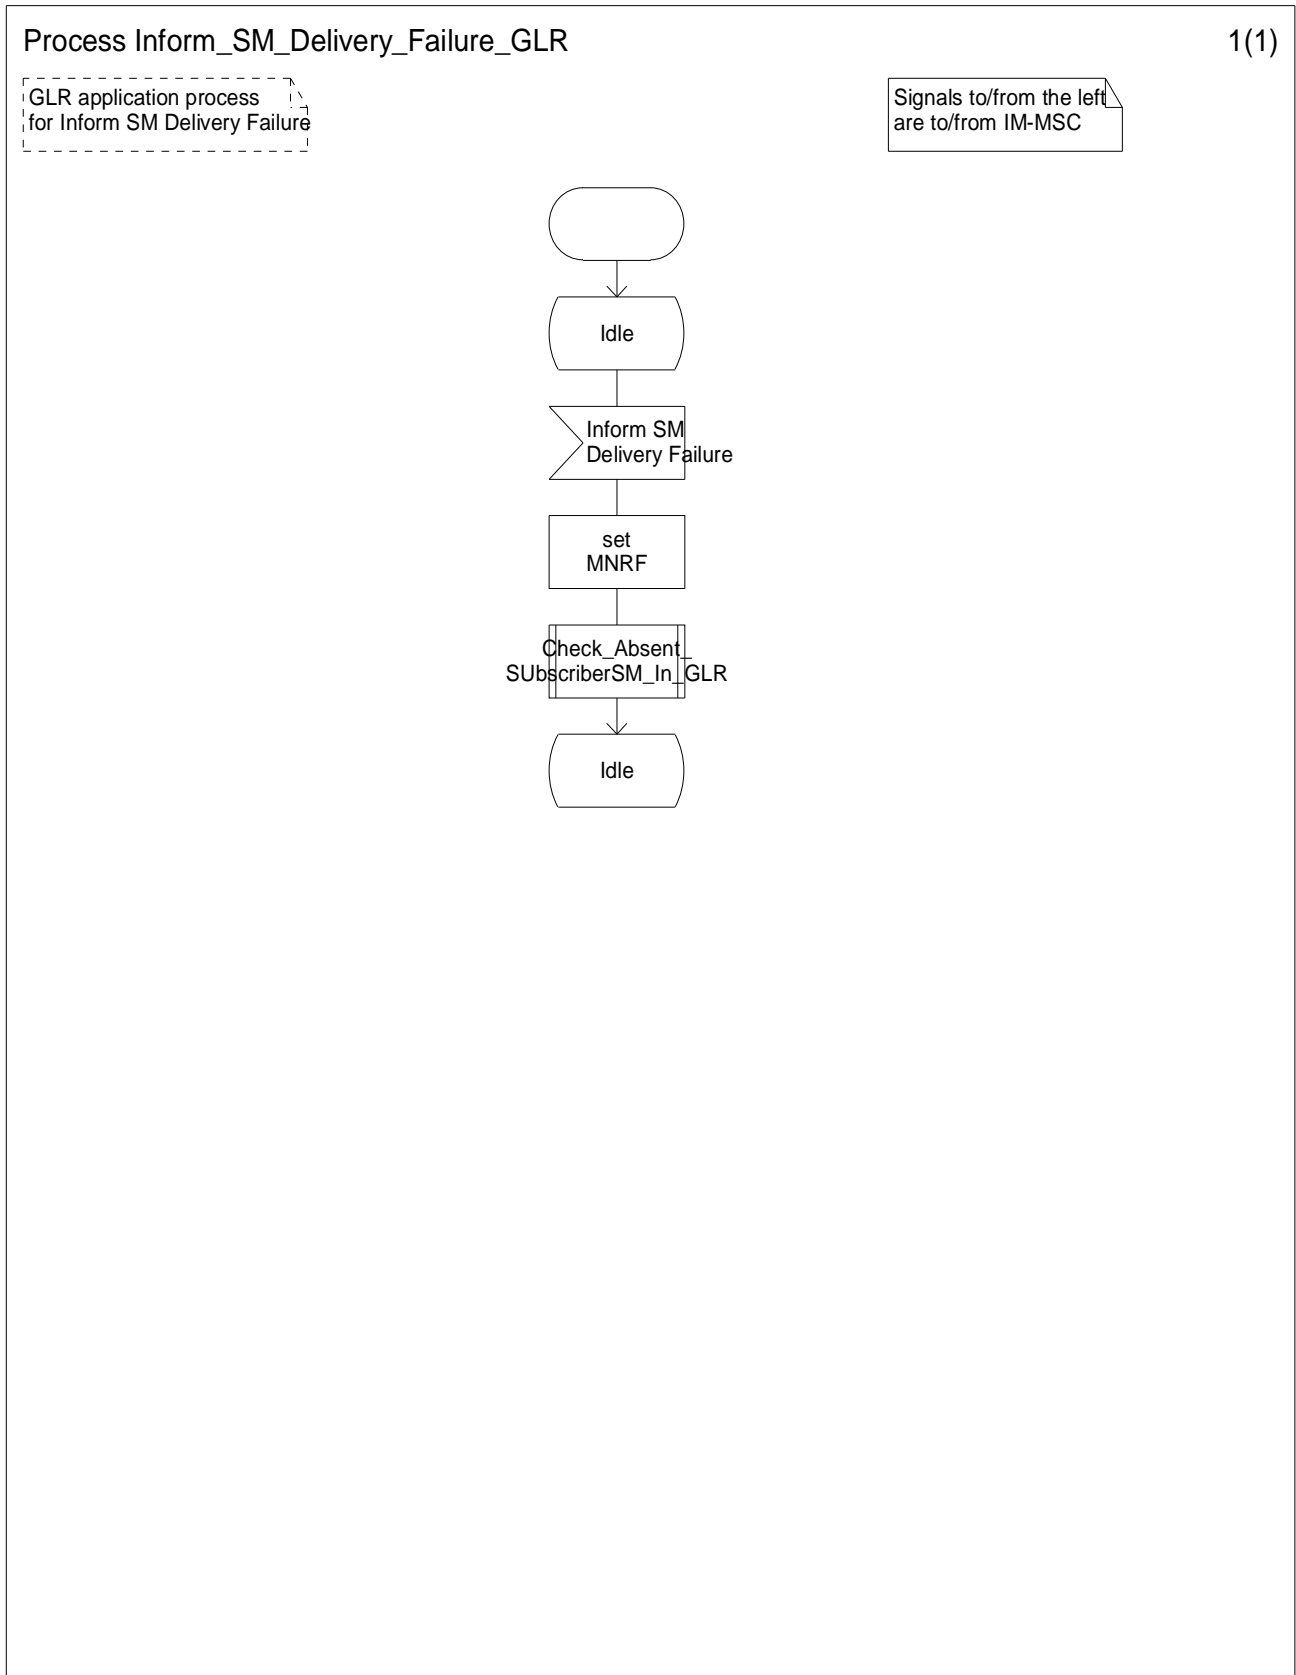 Process Inform_SM_Delivery_Failure_GLR
1(1)
GLR application process
for Inform SM Delivery Failure
Signals to/from the left
are to/from IM-MSC
Idle
Inform SM
Delivery Failure
set
MNRF
Check_Absent_
SUbscriberSM_In_GLR
Idle